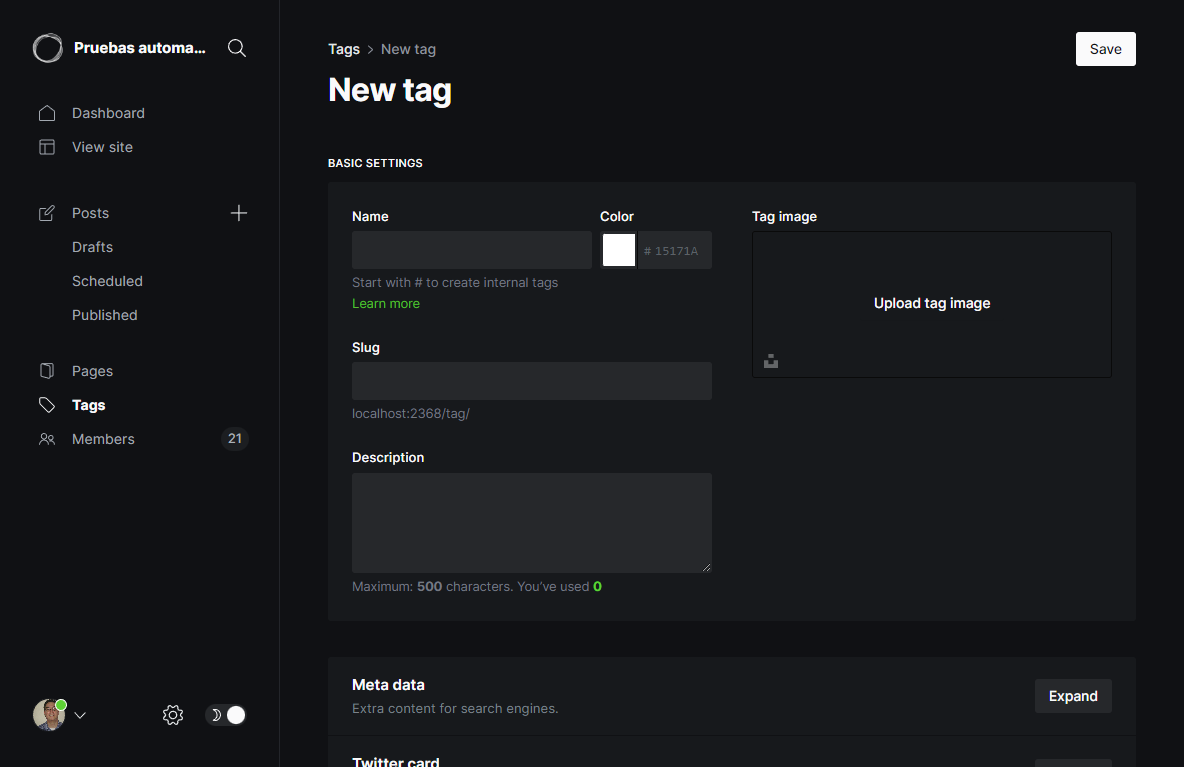 Pruebas automa...
Dashboard
View site
Posts
Drafts
Scheduled
Published
Pages
Tags
Members 21
Tags > New tag
Save
New tag
BASIC SETTINGS
Name
Color
# 15171A
Start with # to create internal tags
Learn more
Slug
localhost:2368/tag/
Description
Maximum: 500 characters. You've used 0
Tag image
Upload tag image
Meta data
Extra content for search engines.
Expand
Twitter card